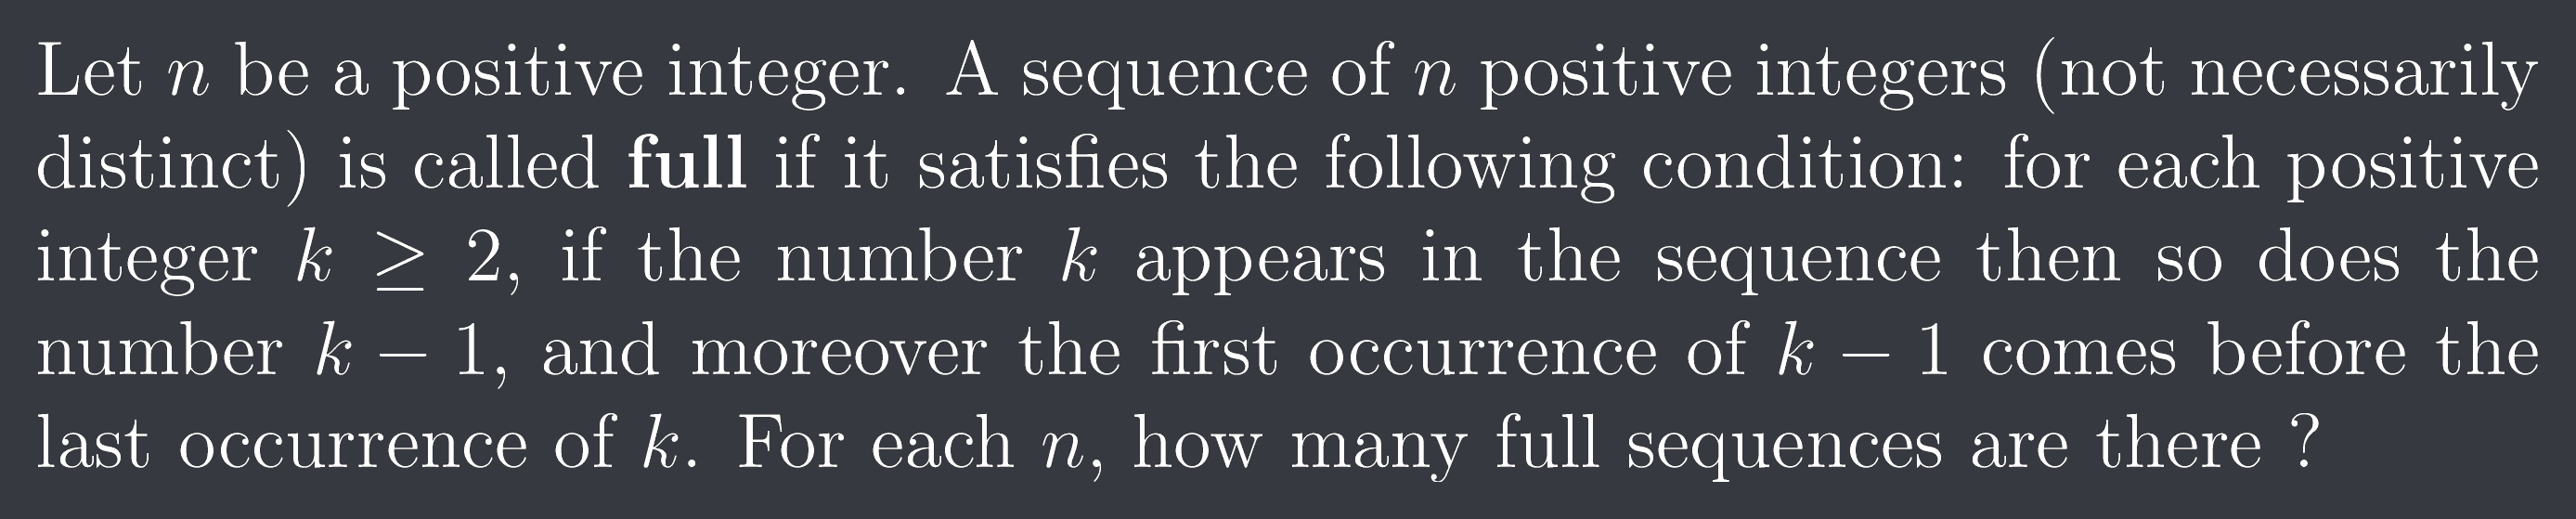 Let n be a positive integer. A sequence of n positive integers (not necessarily
distinct) is called full if it satisfies the following condition: for each positive
integer k ≥ 2, if the number k appears in the sequence then so does the
number k − 1, and moreover the first occurrence of k − 1 comes before the
last occurrence of k. For each n, how many full sequences are there ?